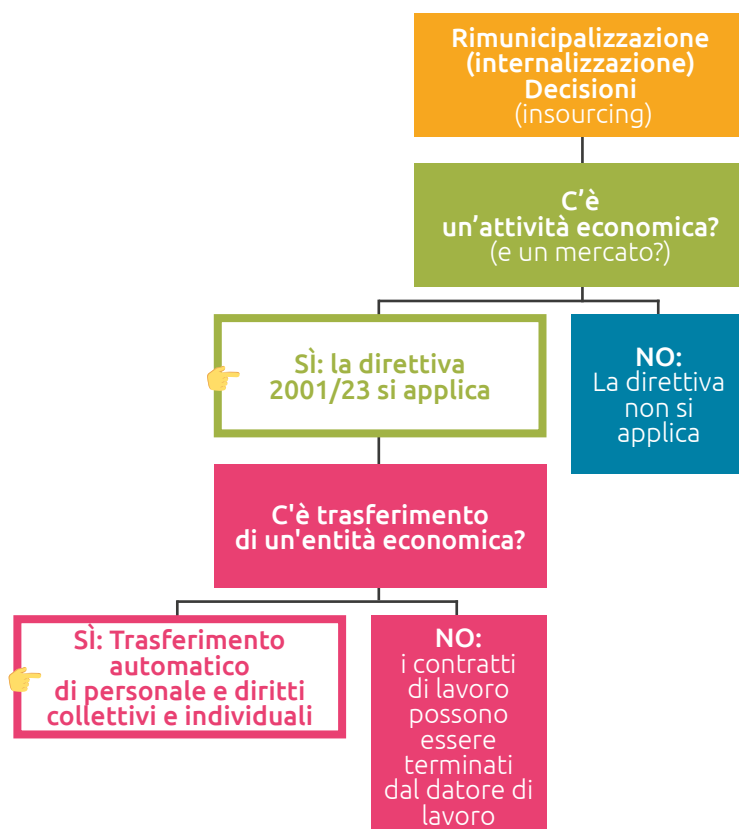 Rimunicipalizzazione
(internalizzazione)
Decisioni
(insourcing)
C’è
un’attività economica?
(e un mercato?)
SÌ: la direttiva
2001/23 si applica
NO:
La direttiva
non si
applica
C'è trasferimento
di un'entità economica?
SÌ: Trasferimento
automatico
di personale e diritti
collettivi e individuali
NO:
i contratti
di lavoro
possono
essere
terminati
dal datore di
lavoro